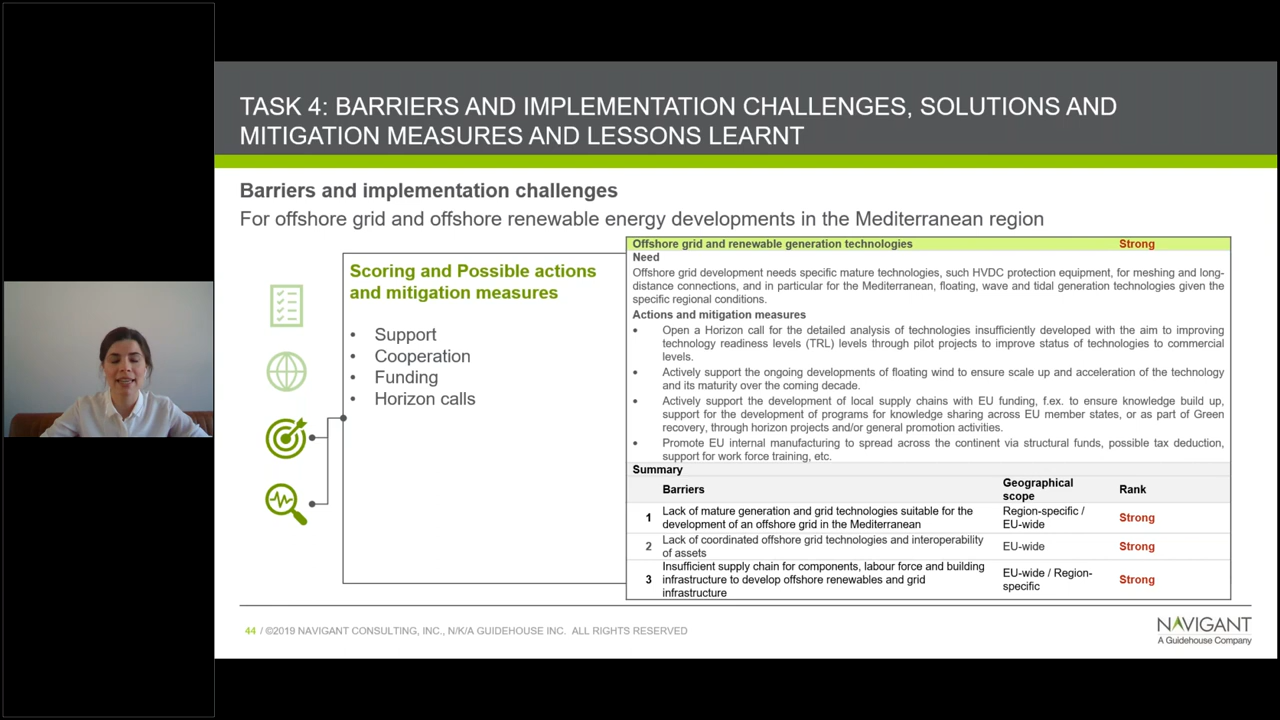 TASK 4: BARRIERS AND IMPLEMENTATION CHALLENGES, SOLUTIONS AND
MITIGATION MEASURES AND LESSONS LEARNT
Barriers and implementation challenges
For offshore grid and offshore renewable energy developments in the Mediterranean region
Scoring and Possible actions
and mitigation measures
• Support
• Cooperation
• Funding
• Horizon calls
Offshore grid and renewable generation technologies Strong
Need
Offshore grid development needs specific mature technologies, such HVDC protection equipment, for meshing and long-
distance connections, and in particular for the Mediterranean, floating, wave and tidal generation technologies given the
specific regional conditions.
Actions and mitigation measures
• Open a Horizon call for the detailed analysis of technologies insufficiently developed with the aim to improving
technology readiness levels (TRL) levels through pilot projects to improve status of technologies to commercial
levels.
• Actively support the ongoing developments of floating wind to ensure scale up and acceleration of the technology
and its maturity over the coming decade.
• Actively support the development of local supply chains with EU funding, f.ex. to ensure knowledge build up,
support for the development of programs for knowledge sharing across EU member states, or as part of Green
recovery, through horizon projects and/or general promotion activities.
• Promote EU internal manufacturing to spread across the continent via structural funds, possible tax deduction,
support for work force training, etc.
Summary
Barriers Geographical scope Rank
1 Lack of mature generation and grid technologies suitable for the
development of an offshore grid in the Mediterranean
Region-specific /
EU-wide
Strong
2 Lack of coordinated offshore grid technologies and interoperability
of assets
EU-wide
Strong
3 Insufficient supply chain for components, labour force and building
infrastructure to develop offshore renewables and grid
infrastructure
EU-wide / Region-
specific
Strong
44 / ©2019 NAVIGANT CONSULTING, INC., N/K/A GUIDEHOUSE INC. ALL RIGHTS RESERVED
NAVIGANT
A Guidehouse Company